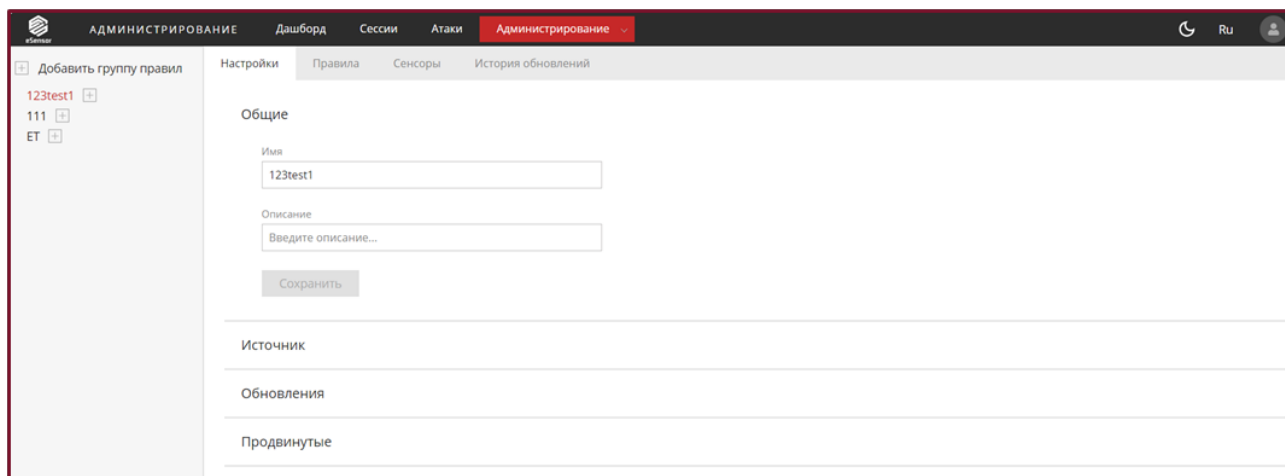 eSensor
АДМИНИСТРИРОВАНИЕ Дашборд Сессии Атаки Администрирование Ru
Добавить группу правил
123test1
111
ET
Настройки Правила Сенсоры История обновлений
Общие
Имя
123test1
Описание
Введите описание...
Сохранить
Источник
Обновления
Продвинутые